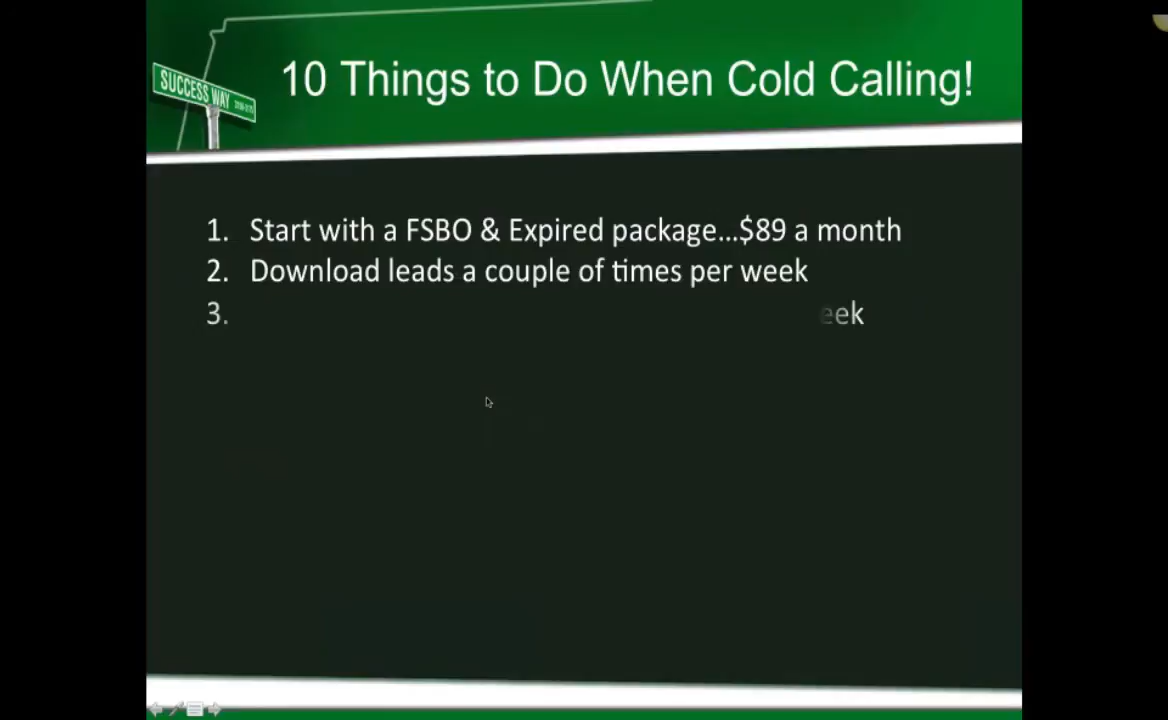 SUCCESS WAY
10 Things to Do When Cold Calling!
1. Start with a FSBO & Expired package...$89 a month
2. Download leads a couple of times per week
3. eek